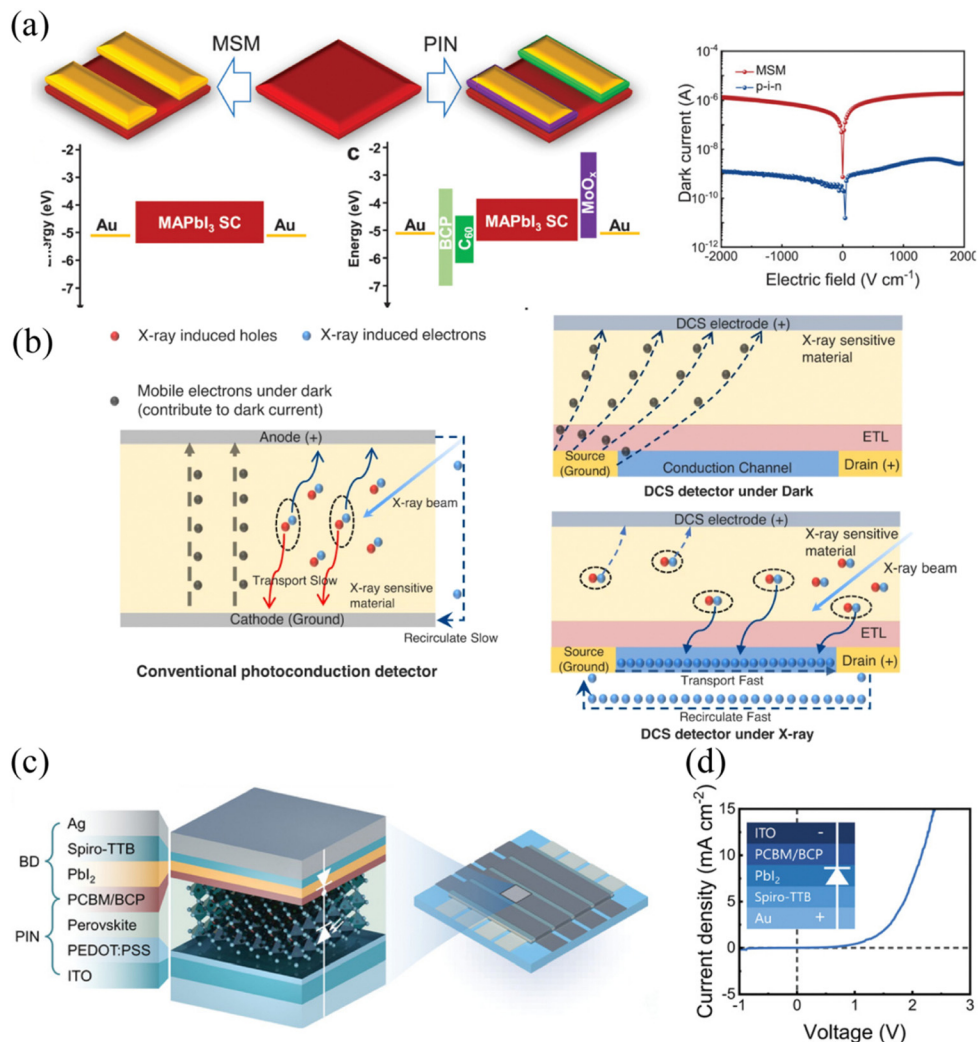 (a)
MSM
PIN
-2
-3
-4
-5
-6
-7
Energy (eV)
Au
MAPbI₃ SC
Au
c
-2
-3
-4
-5
-6
-7
Energy (eV)
Au
BCP
C₆₀
MAPbI₃ SC
MoOₓ
Au
MSM
p-i-n
10⁻⁴
10⁻⁶
10⁻⁸
10⁻¹⁰
10⁻¹²
Dark current (A)
-2000
-1000
0
1000
2000
Electric field (V cm⁻¹)
(b)
X-ray induced holes
X-ray induced electrons
Mobile electrons under dark
(contribute to dark current)
Anode (+)
X-ray beam
Transport Slow
X-ray sensitive
material
Cathode (Ground)
Recirculate Slow
Conventional photoconduction detector
DCS electrode (+)
X-ray sensitive
material
ETL
Source
(Ground)
Conduction Channel
Drain (+)
DCS detector under Dark
DCS electrode (+)
X-ray sensitive
material
X-ray beam
ETL
Source
(Ground)
Drain (+)
Transport Fast
Recirculate Fast
DCS detector under X-ray
(c)
BD
PIN
Ag
Spiro-TTB
PbI₂
PCBM/BCP
Perovskite
PEDOT:PSS
ITO
(d)
15
10
5
0
-5
Current density (mA cm⁻²)
ITO -
PCBM/BCP
PbI₂
Spiro-TTB
Au +
-1
0
1
2
3
Voltage (V)